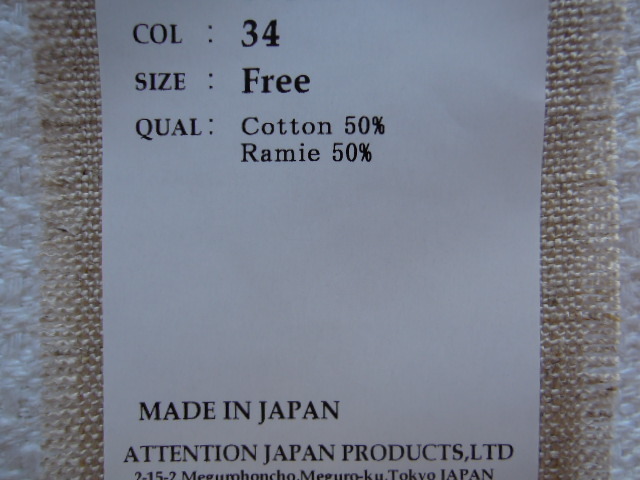 COL : 34
SIZE : Free
QUAL: Cotton 50%
Ramie 50%
MADE IN JAPAN
ATTENTION JAPAN PRODUCTS,LTD
2-15-2 Megurohoncho,Meguro-ku,Tokyo JAPAN